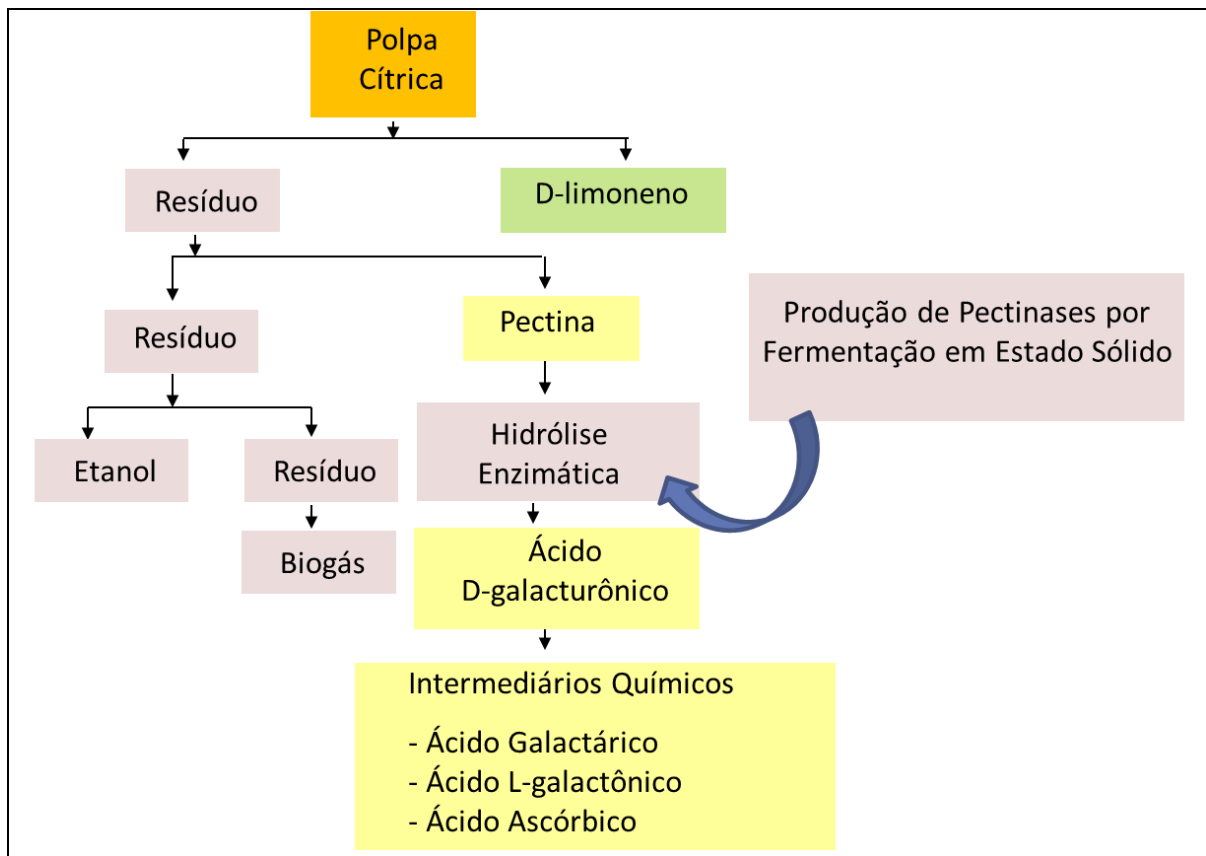 Polpa
Cítrica
Resíduo
D-limoneno
Resíduo
Pectina
Produção de Pectinases por
Fermentação em Estado Sólido
Etanol
Resíduo
Hidrólise
Enzimática
Biogás
Ácido
D-galacturônico
Intermediários Químicos
- Ácido Galactárico
- Ácido L-galactônico
- Ácido Ascórbico